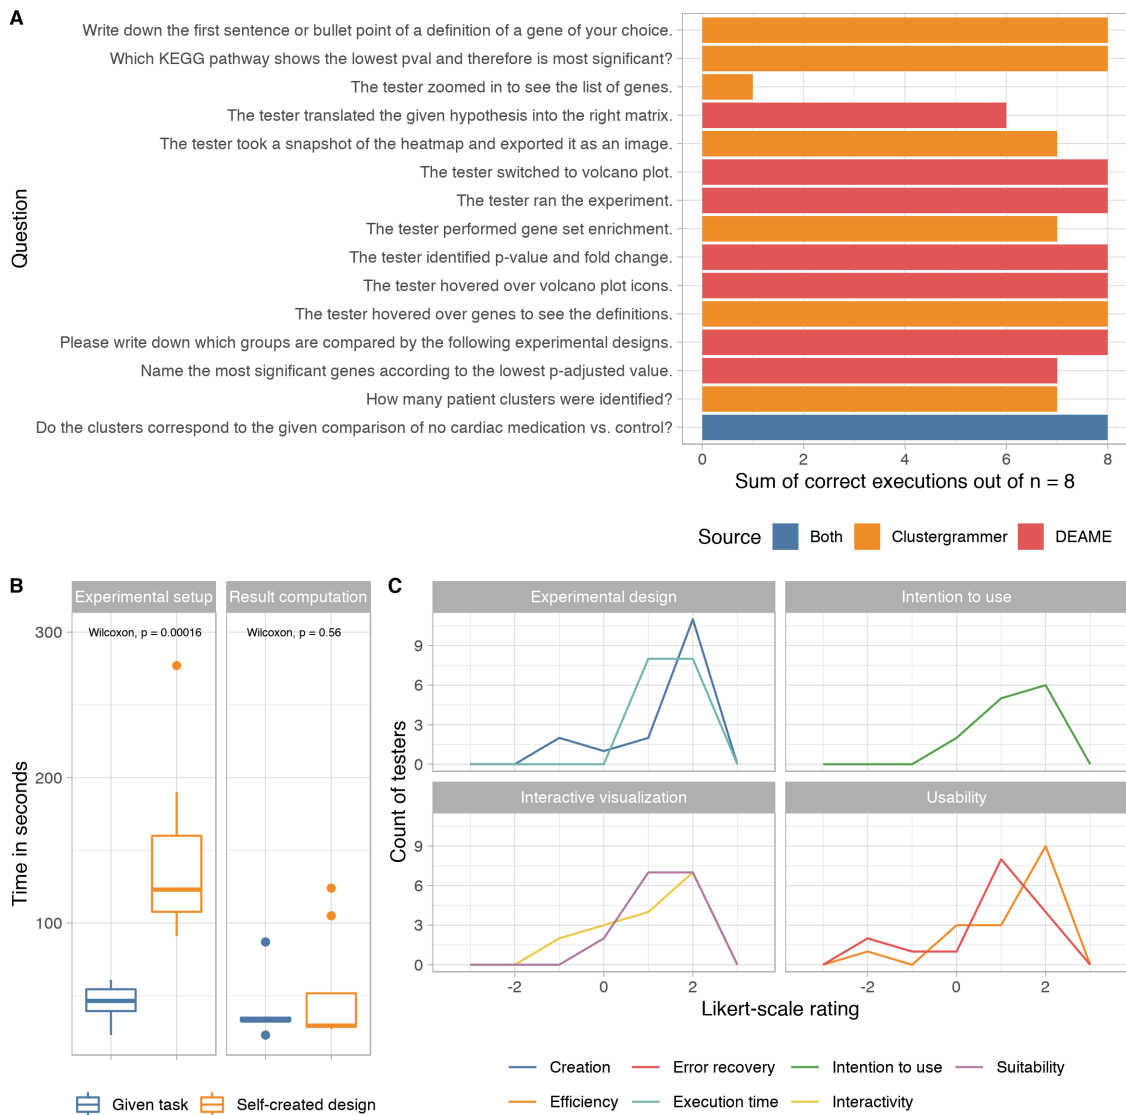 A
Write down the first sentence or bullet point of a definition of a gene of your choice.
Which KEGG pathway shows the lowest pval and therefore is most significant?
The tester zoomed in to see the list of genes.
The tester translated the given hypothesis into the right matrix.
The tester took a snapshot of the heatmap and exported it as an image.
The tester switched to volcano plot.
The tester ran the experiment.
The tester performed gene set enrichment.
The tester identified p-value and fold change.
The tester hovered over volcano plot icons.
The tester hovered over genes to see the definitions.
Please write down which groups are compared by the following experimental designs.
Name the most significant genes according to the lowest p-adjusted value.
How many patient clusters were identified?
Do the clusters correspond to the given comparison of no cardiac medication vs. control?
Question
0 2 4 6 8
Sum of correct executions out of n = 8
Source Both Clustergrammer DEAME
B
Experimental setup Result computation
Wilcoxon, p = 0.00016 Wilcoxon, p = 0.56
300
200
100
Time in seconds
Given task Self-created design
C
Experimental design Intention to use
9
6
3
0
Interactive visualization Usability
9
6
3
0
Count of testers
-2 0 2 -2 0 2
Likert-scale rating
Creation Error recovery Intention to use Suitability
Efficiency Execution time Interactivity